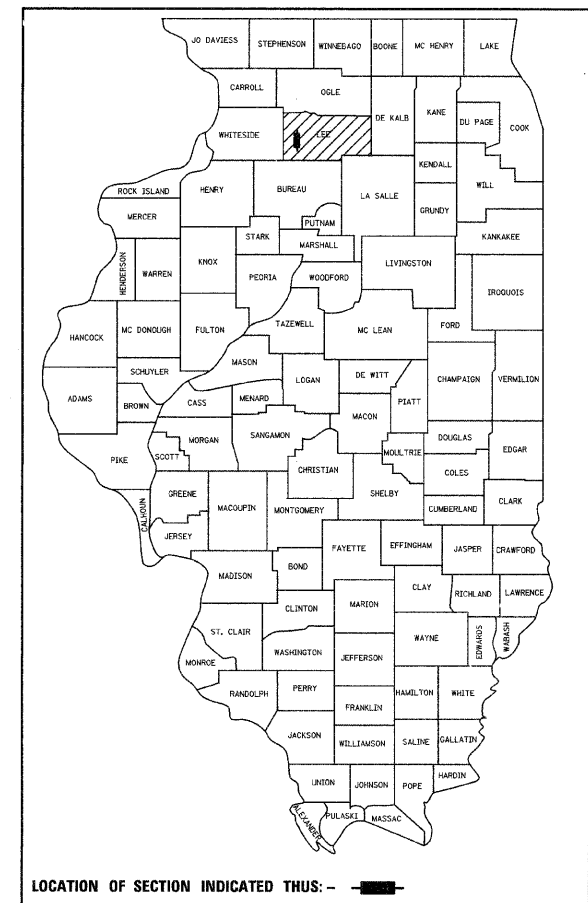 JO DAVIESS STEPHENSON WINNEBAGO BOONE MC HENRY LAKE
CARROLL OGLE
WHITESIDE LEE DE KALB KANE DU PAGE COOK
ROCK ISLAND HENRY BUREAU LA SALLE KENDALL WILL
MERCER PUTNAM GRUNDY
STARK MARSHALL KANKAKEE
HENDERSON WARREN KNOX PEORIA WOODFORD LIVINGSTON IROQUOIS
HANCOCK MC DONOUGH FULTON TAZEWELL MC LEAN FORD
SCHUYLER MASON
ADAMS BROWN CASS MENARD LOGAN DE WITT PIATT CHAMPAIGN VERMILION
MACON
PIKE SCOTT MORGAN SANGAMON CHRISTIAN MOULTRIE DOUGLAS EDGAR
COLES
CALHOUN GREENE MACOUPIN MONTGOMERY SHELBY CUMBERLAND CLARK
JERSEY FAYETTE EFFINGHAM JASPER CRAWFORD
MADISON BOND
CLINTON MARION CLAY RICHLAND LAWRENCE
ST. CLAIR WAYNE EDWARDS WABASH
MONROE WASHINGTON JEFFERSON
RANDOLPH PERRY HAMILTON WHITE
FRANKLIN
JACKSON WILLIAMSON SALINE GALLATIN
UNION JOHNSON POPE HARDIN
ALEXANDER PULASKI MASSAC
LOCATION OF SECTION INDICATED THUS: –